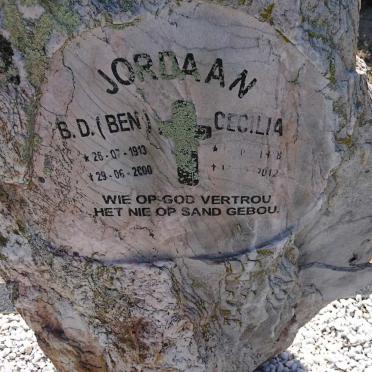 JORDAAN
B.D. (BEN) CECILIA
* 26-07-1913
† 29-06-2000
WIE OP GOD VERTROU
HET NIE OP SAND GEBOU.